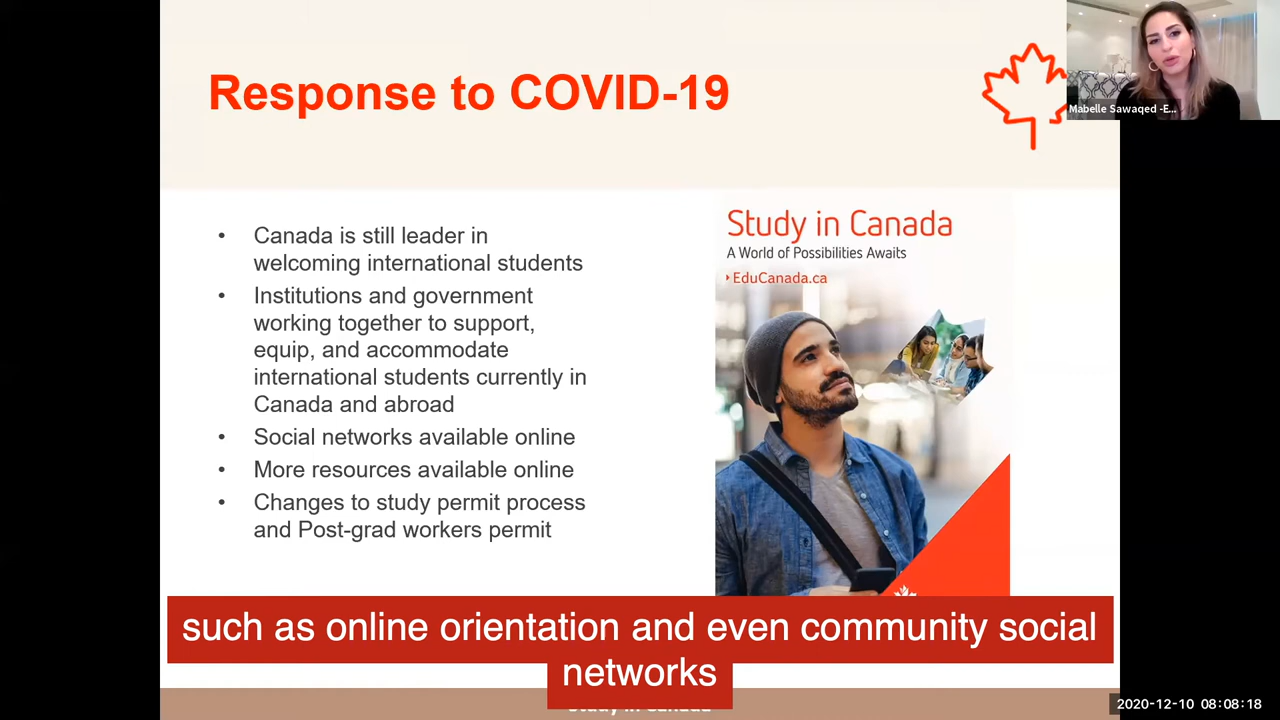 Response to COVID-19
Mabelle Sawaqed -E...
• Canada is still leader in
welcoming international students
• Institutions and government
working together to support,
equip, and accommodate
international students currently in
Canada and abroad
• Social networks available online
• More resources available online
• Changes to study permit process
and Post-grad workers permit
Study in Canada
A World of Possibilities Awaits
EduCanada.ca
such as online orientation and even community social
networks
Study in Canada
2020-12-10 08:08:18